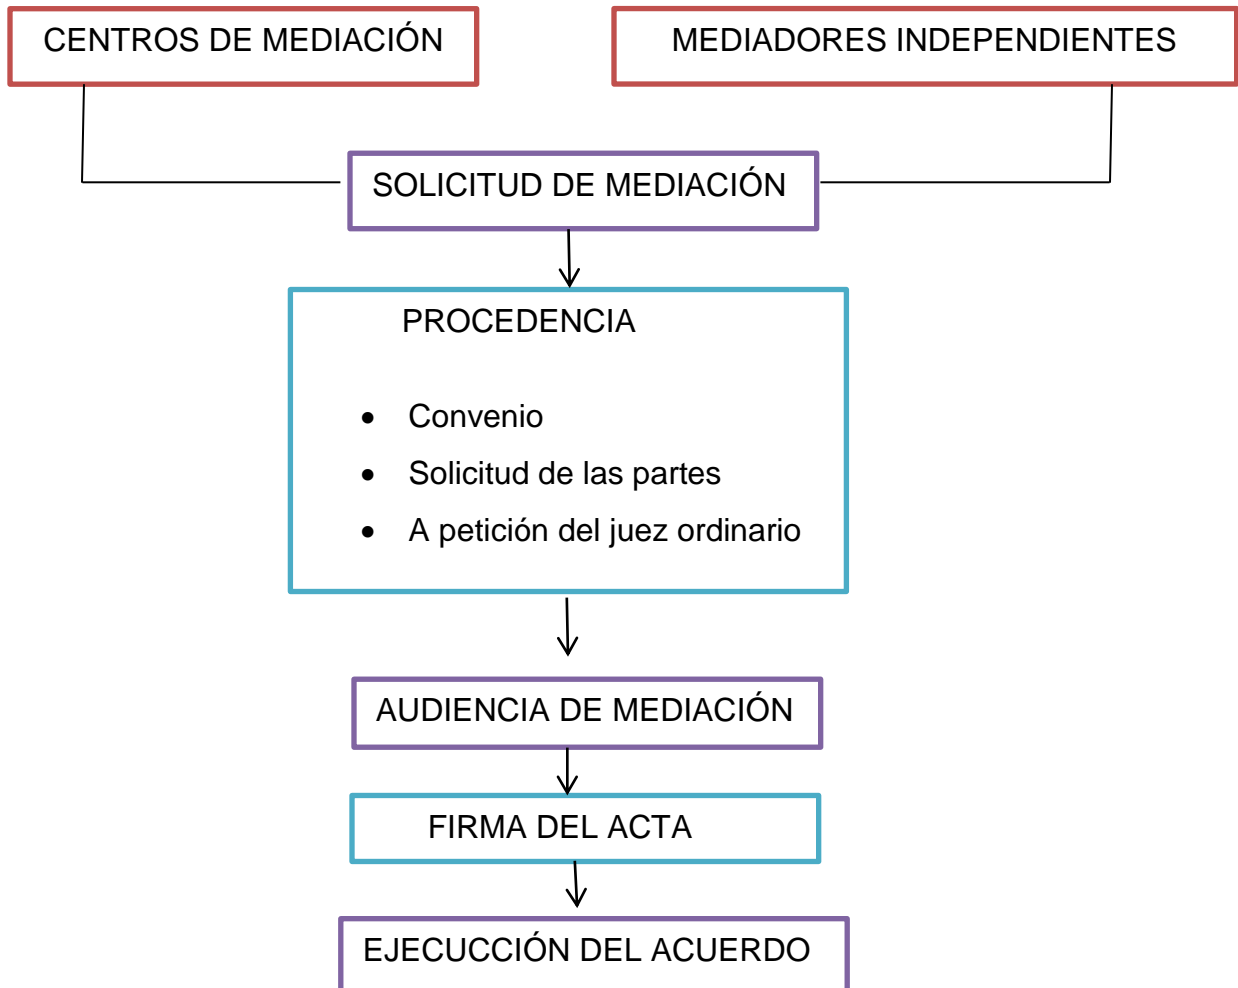 CENTROS DE MEDIACIÓN
MEDIADORES INDEPENDIENTES
SOLICITUD DE MEDIACIÓN
PROCEDENCIA
• Convenio
• Solicitud de las partes
• A petición del juez ordinario
AUDIENCIA DE MEDIACIÓN
FIRMA DEL ACTA
EJECUCCIÓN DEL ACUERDO